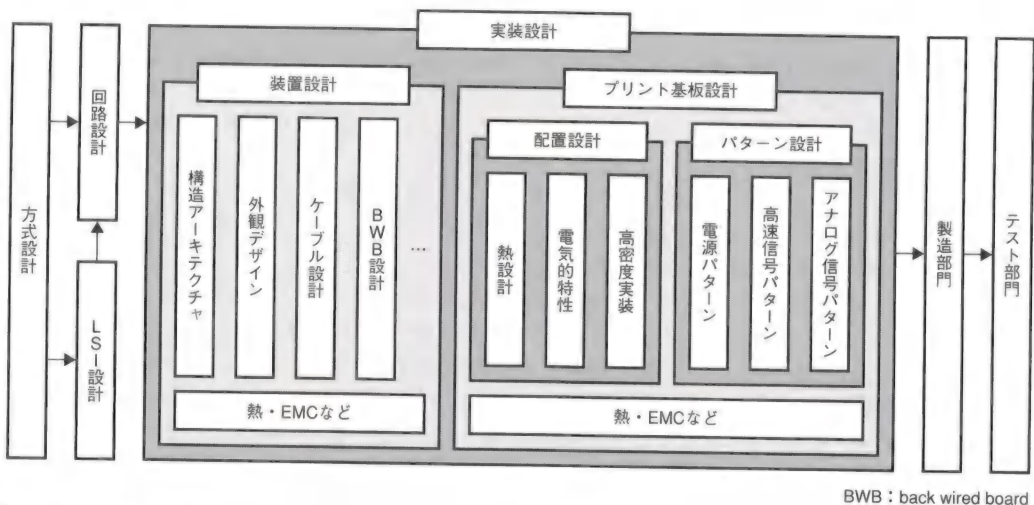 実装設計
方式設計
回路設計
LSI設計
装置設計
構造アーキテクチャ
外観デザイン
ケーブル設計
BWB設計
…
熱・EMCなど
プリント基板設計
配置設計
熱設計
電気的特性
高密度実装
パターン設計
電源パターン
高速信号パターン
アナログ信号パターン
熱・EMCなど
製造部門
テスト部門
BWB：back wired board